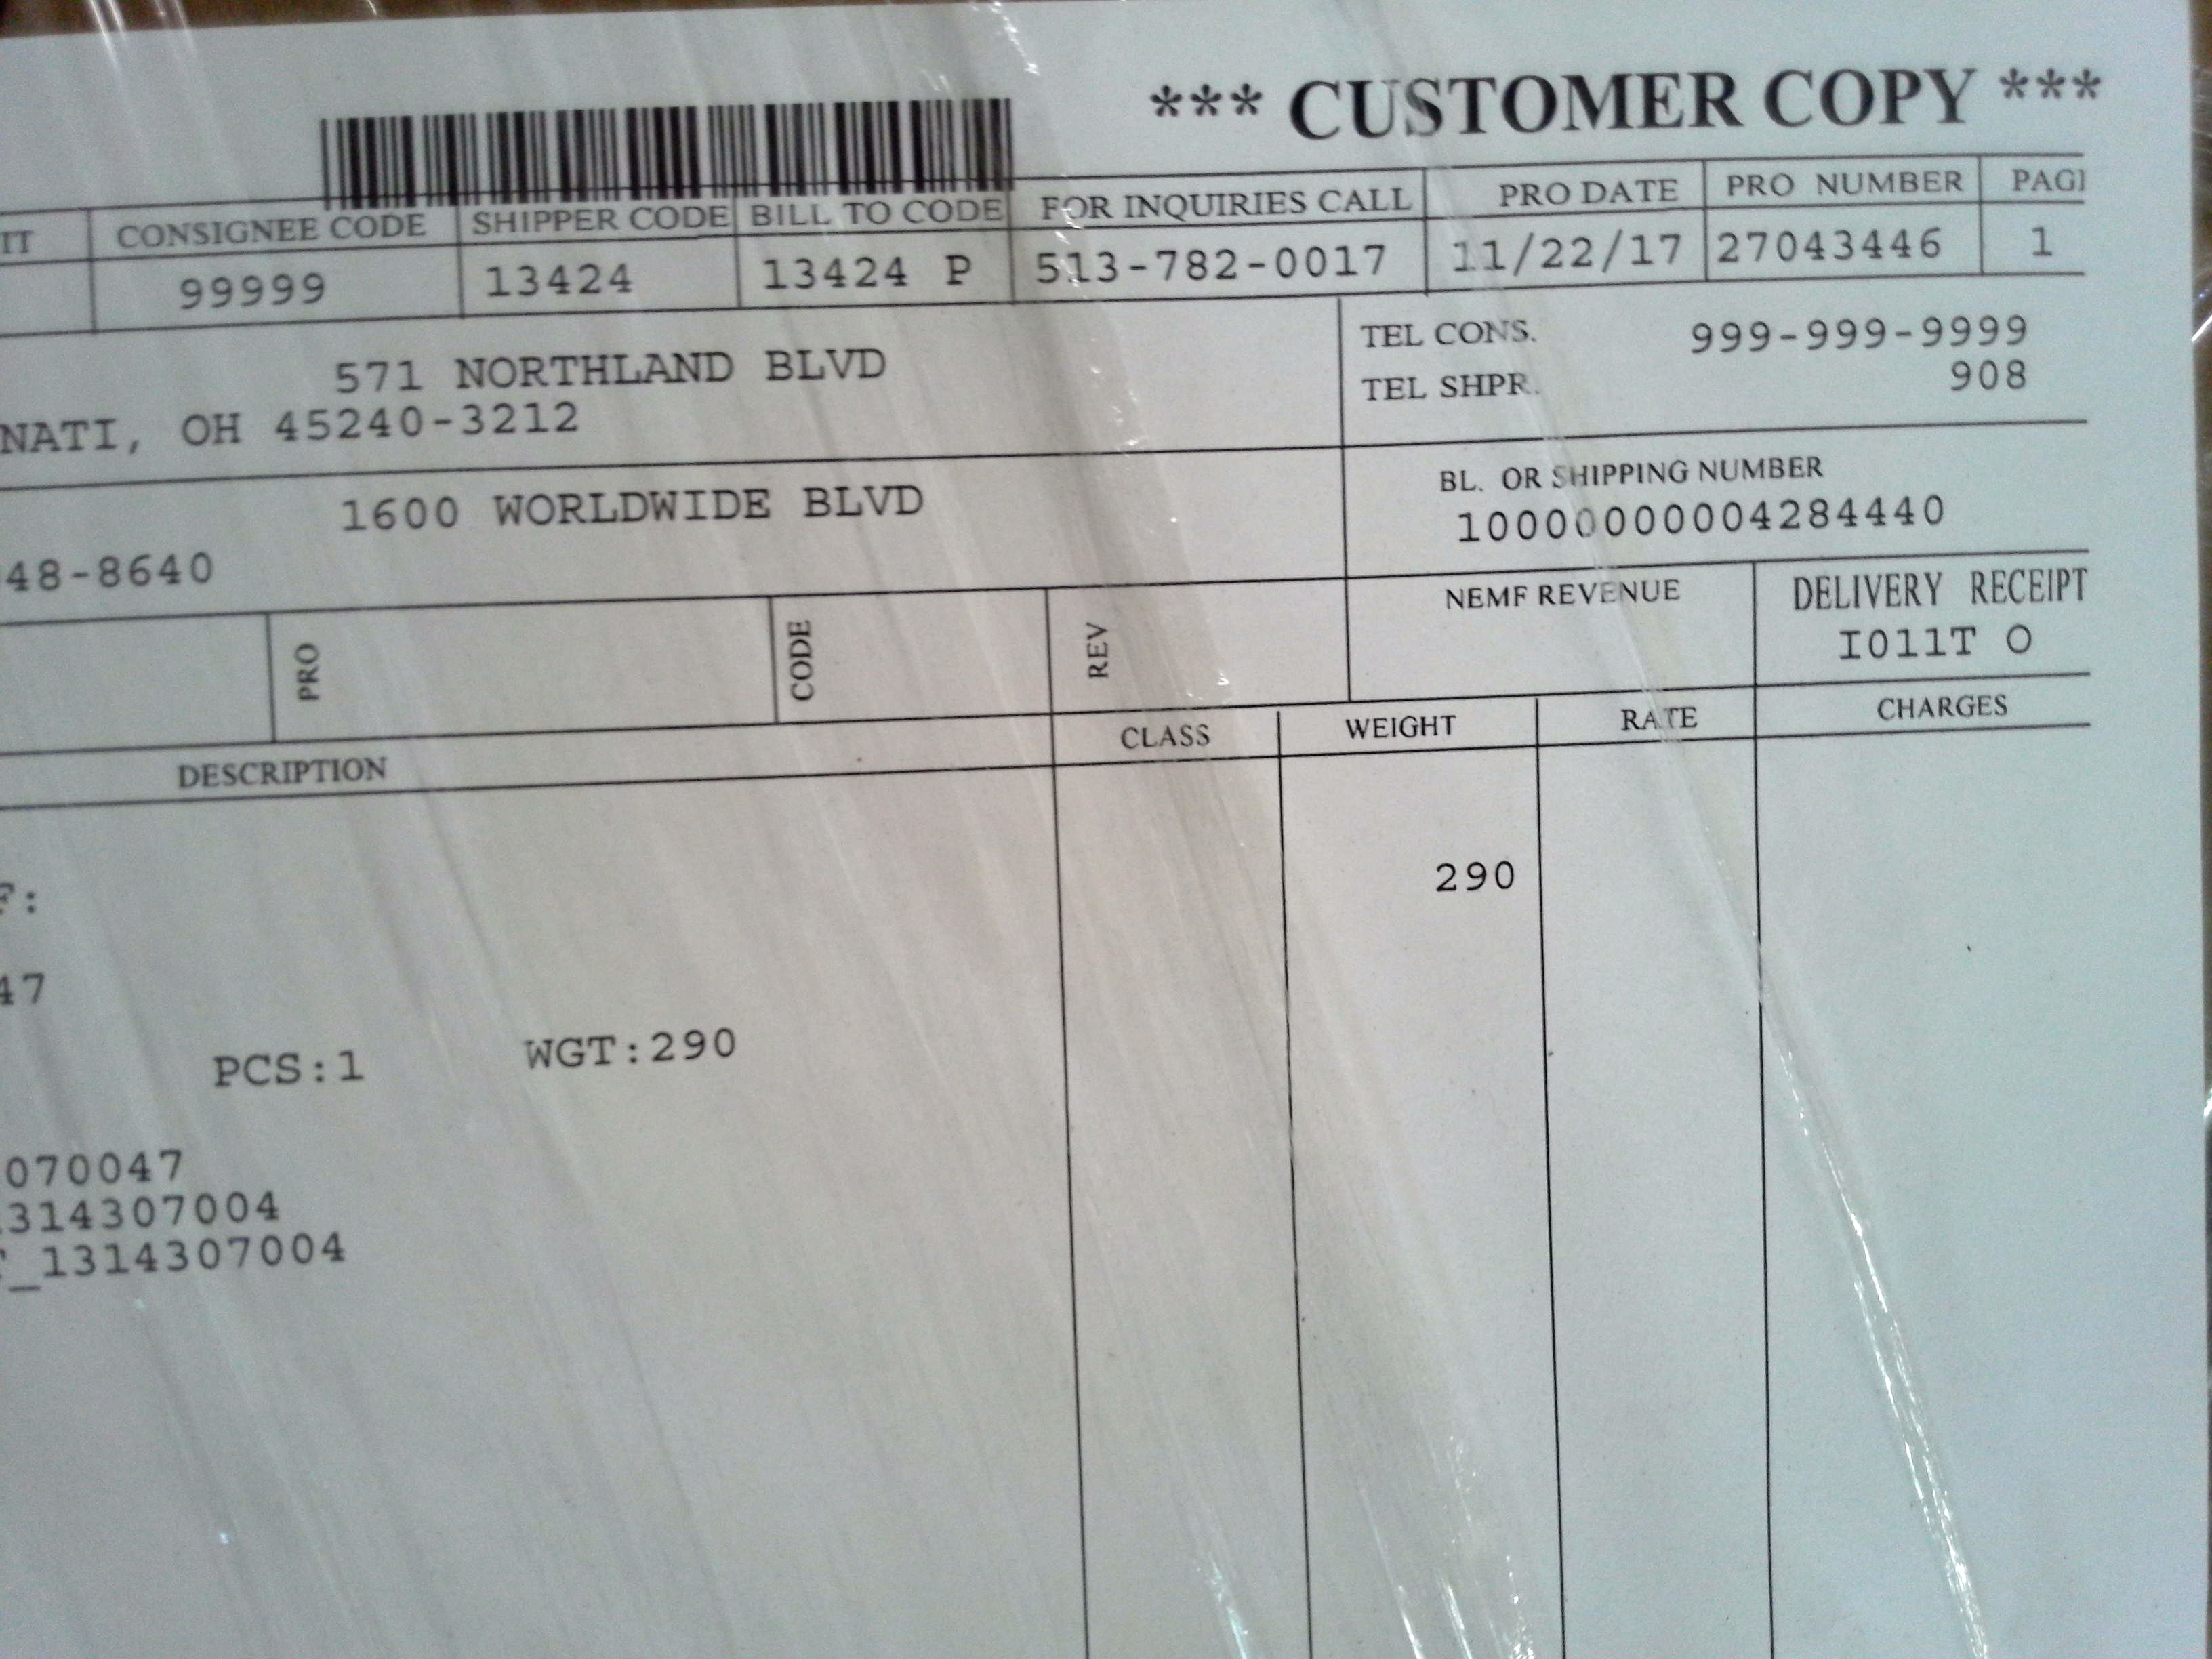 *** CUSTOMER COPY ***
CONSIGNEE CODE SHIPPER CODE BILL TO CODE FOR INQUIRIES CALL PRO DATE PRO NUMBER
99999 13424 13424 P 513-782-0017 11/22/17 27043446 1
571 NORTHLAND BLVD
TEL CONS. 999-999-9999
NATI, OH 45240-3212
TEL SHPR. 908
1600 WORLDWIDE BLVD
BL. OR SHIPPING NUMBER
10000000004284440
48-8640
PRO CODE REV NEMF REVENUE DELIVERY RECEIPT
I011T O
DESCRIPTION CLASS WEIGHT RATE CHARGES
290
F:
47
PCS:1 WGT:290
070047
314307004
_1314307004